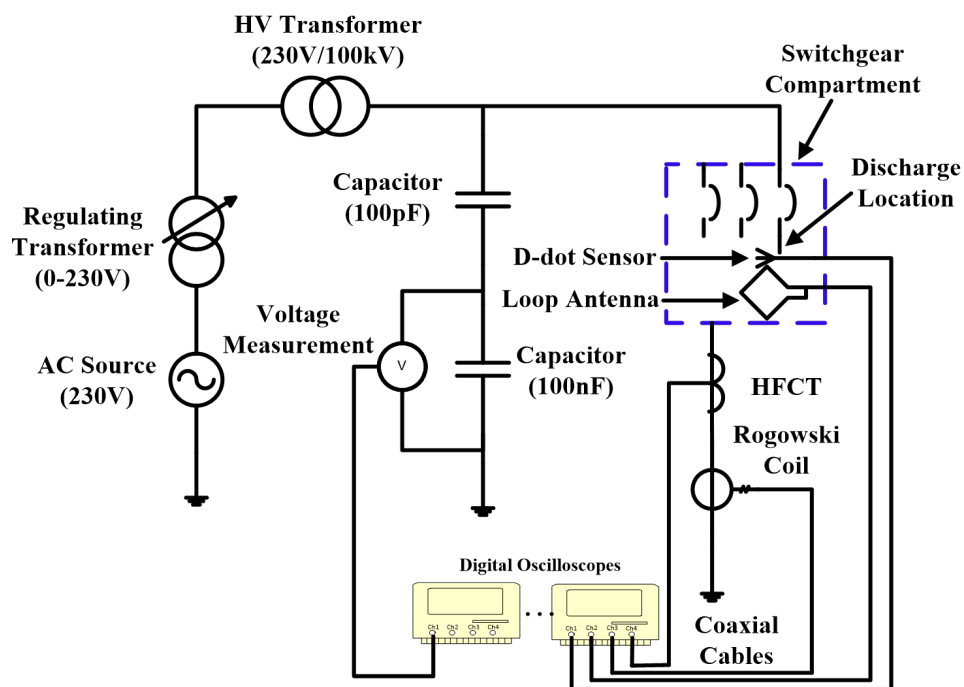 HV Transformer
(230V/100kV)
Switchgear
Compartment
Discharge
Location
Capacitor
(100pF)
Regulating
Transformer
(0-230V)
D-dot Sensor
Loop Antenna
Voltage
Measurement
V
AC Source
(230V)
Capacitor
(100nF)
HFCT
Rogowski
Coil
Digital Oscilloscopes
Ch1 Ch2 Ch3 Ch4
Ch1 Ch2 Ch3 Ch4
Coaxial
Cables